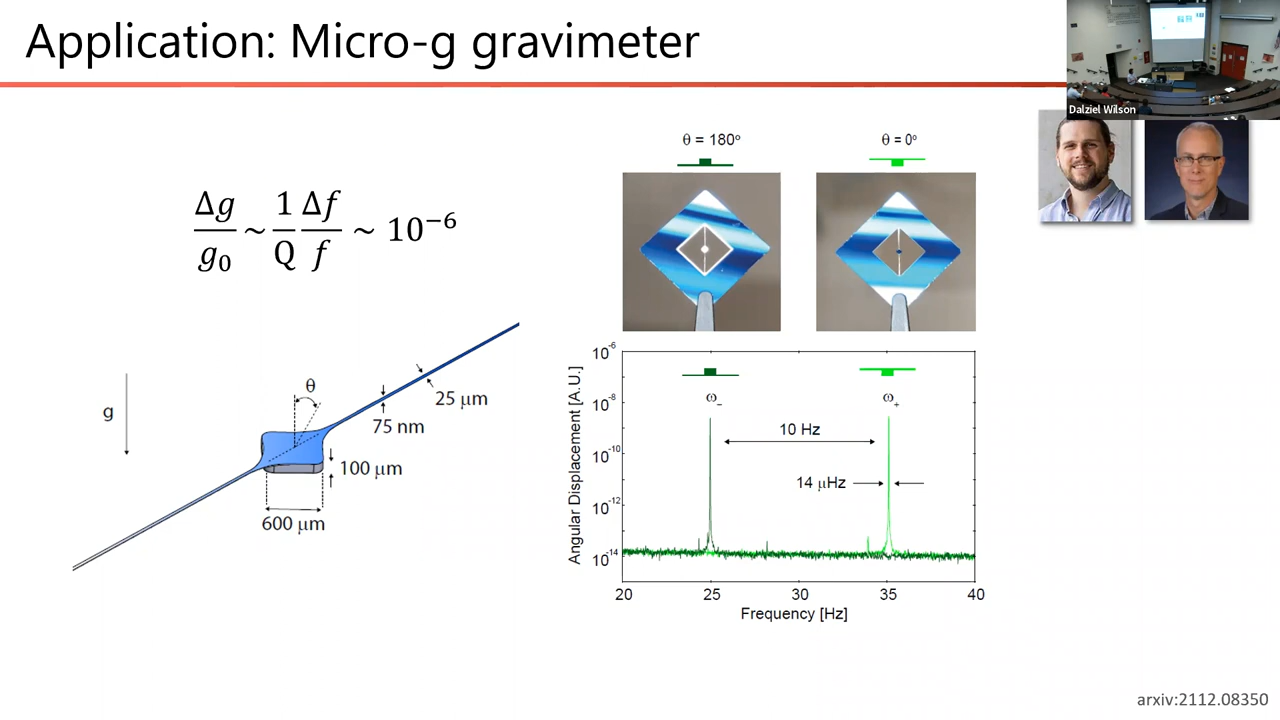 Application: Micro-g gravimeter
Dalziel Wilson
Δg/g₀ ~ 1/Q Δf/f ~ 10⁻⁶
θ = 180°
θ = 0°
g
θ
25 μm
75 nm
100 μm
600 μm
Angular Displacement [A.U.]
10⁻⁶
10⁻⁸
10⁻¹⁰
10⁻¹²
10⁻¹⁴
ω₋
ω₊
10 Hz
14 μHz
20 25 30 35 40
Frequency [Hz]
arxiv:2112.08350